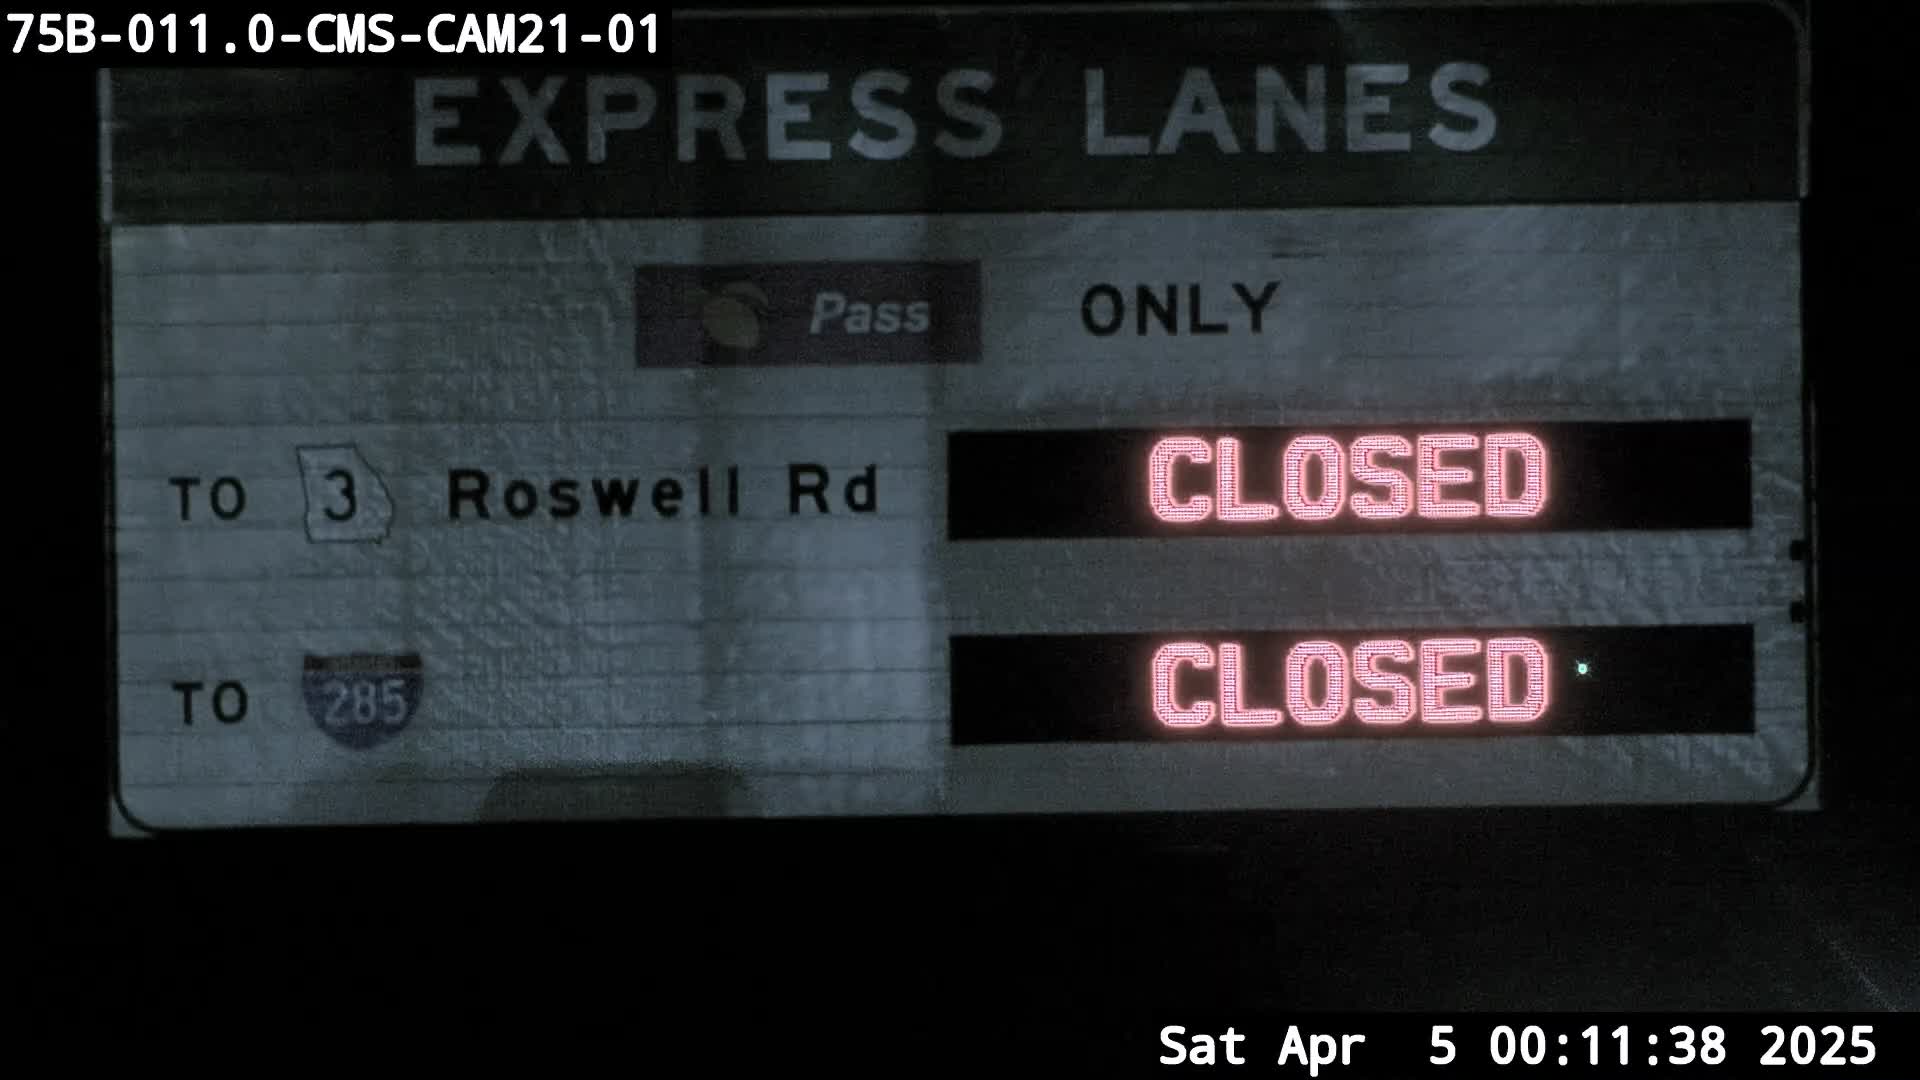 75B-011.0-CMS-CAM21-01
EXPRESS LANES
Pass ONLY
TO 3 Roswell Rd CLOSED
TO 285 CLOSED
Sat Apr 5 00:11:38 2025